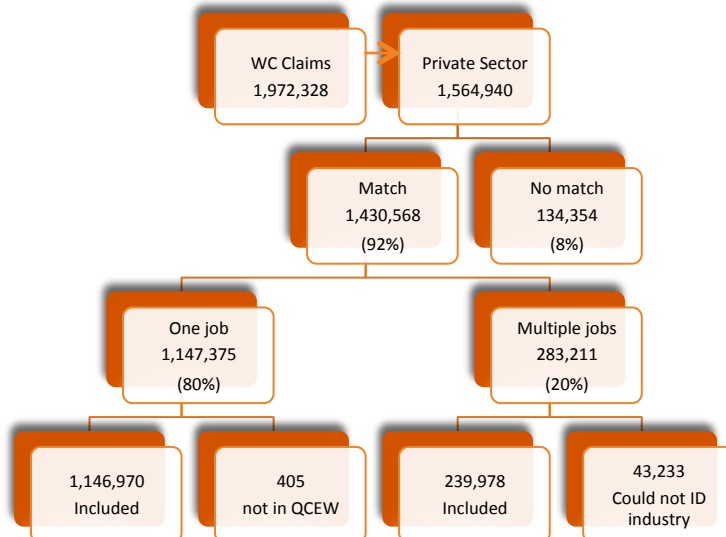 WC Claims
1,972,328
Private Sector
1,564,940
Match
1,430,568
(92%)
No match
134,354
(8%)
One job
1,147,375
(80%)
Multiple jobs
283,211
(20%)
1,146,970
Included
405
not in QCEW
239,978
Included
43,233
Could not ID
industry